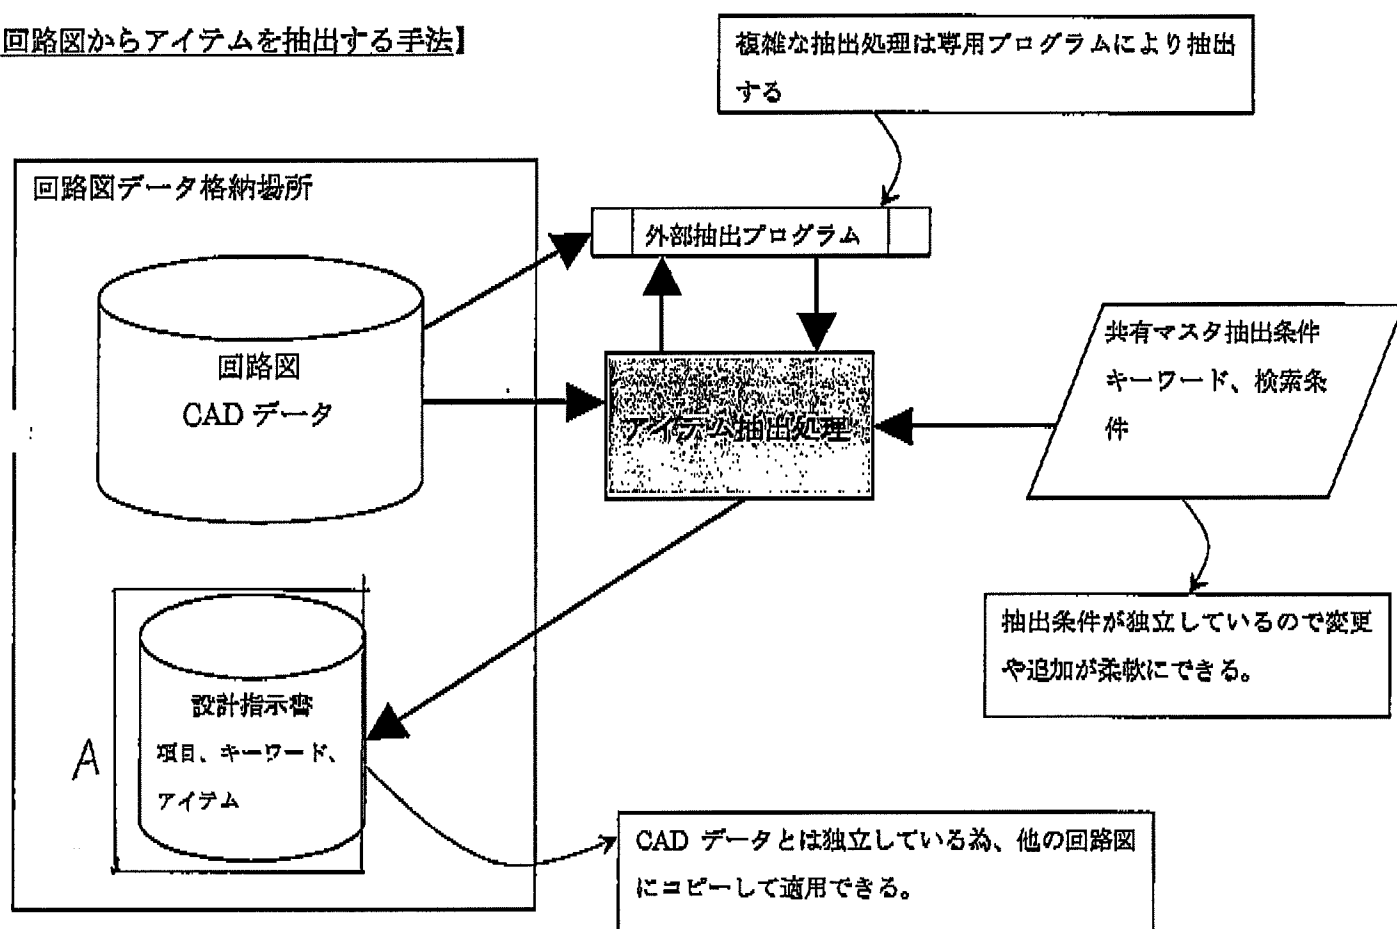 回路図からアイテムを抽出する手法】
複雑な抽出処理は専用プログラムにより抽出
する
回路図データ格納場所
外部抽出プログラム
回路図
CAD データ
アイテム抽出処理
共有マスタ抽出条件
キーワード、検索条
件
抽出条件が独立しているので変更
や追加が柔軟にできる。
設計指示書
項目、キーワード、
アイテム
A
CAD データとは独立している為、他の回路図
にコピーして適用できる。